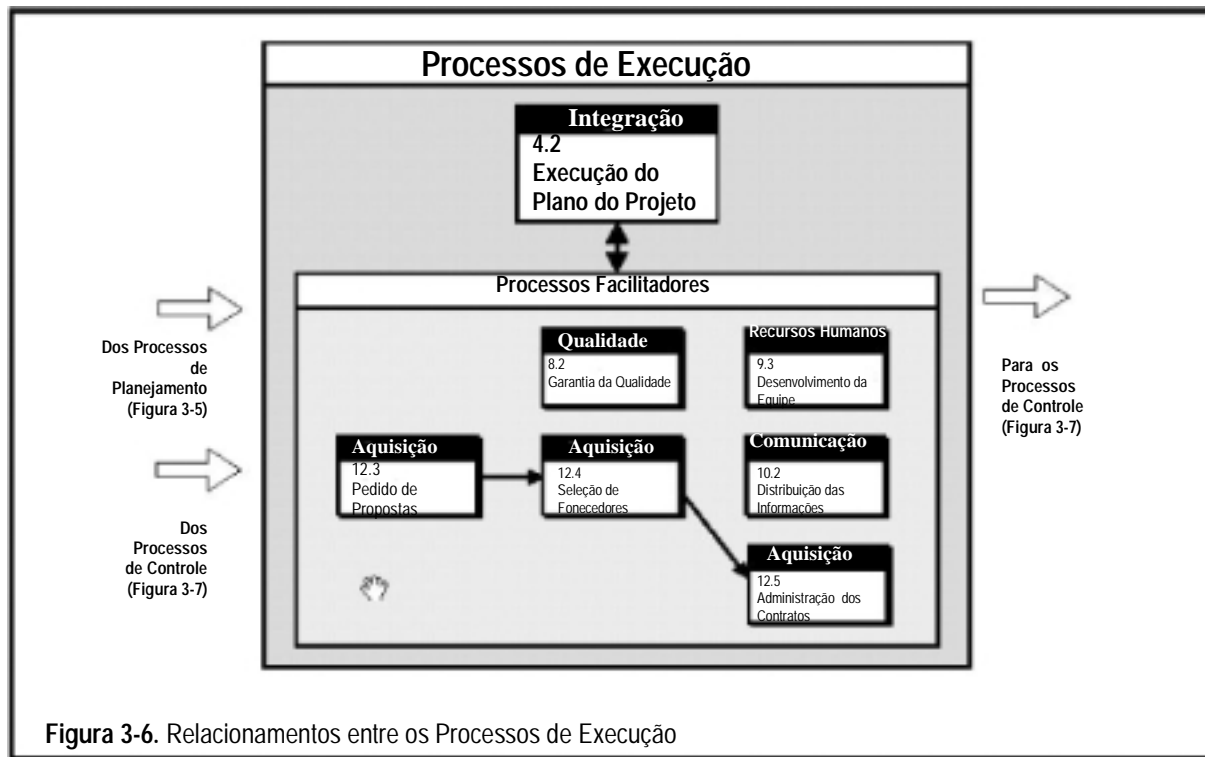 Processos de Execução
Integração
4.2
Execução do
Plano do Projeto
Processos Facilitadores
Dos Processos
de
Planejamento
(Figura 3-5)
Dos
Processos
de Controle
(Figura 3-7)
Qualidade
8.2
Garantia da Qualidade
Recursos Humanos
9.3
Desenvolvimento da
Equipe
Aquisição
12.3
Pedido de
Propostas
Aquisição
12.4
Seleção de
Fonecedores
Comunicação
10.2
Distribuição das
Informações
Aquisição
12.5
Administração dos
Contratos
Para os
Processos
de Controle
(Figura 3-7)
Figura 3-6. Relacionamentos entre os Processos de Execução